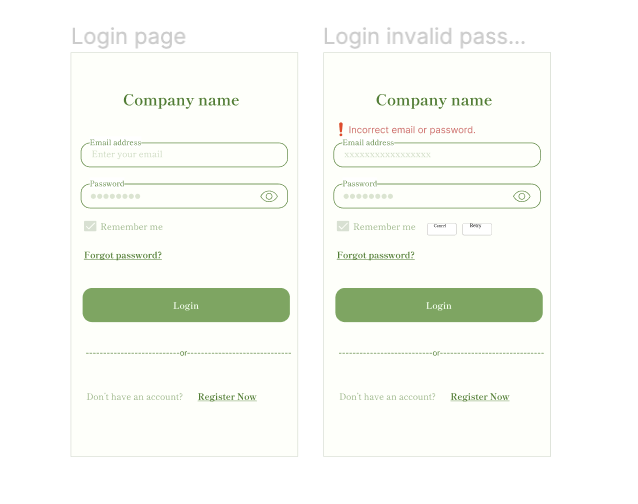 Login page
Company name
Email address
Enter your email
Password
Remember me
Forgot password?
Login
or
Don't have an account? Register Now
Login invalid pass...
Company name
Incorrect email or password.
Email address
xxxxxxxxxxxxxxxxx
Password
Remember me
Cancel
Retry
Forgot password?
Login
or
Don't have an account? Register Now